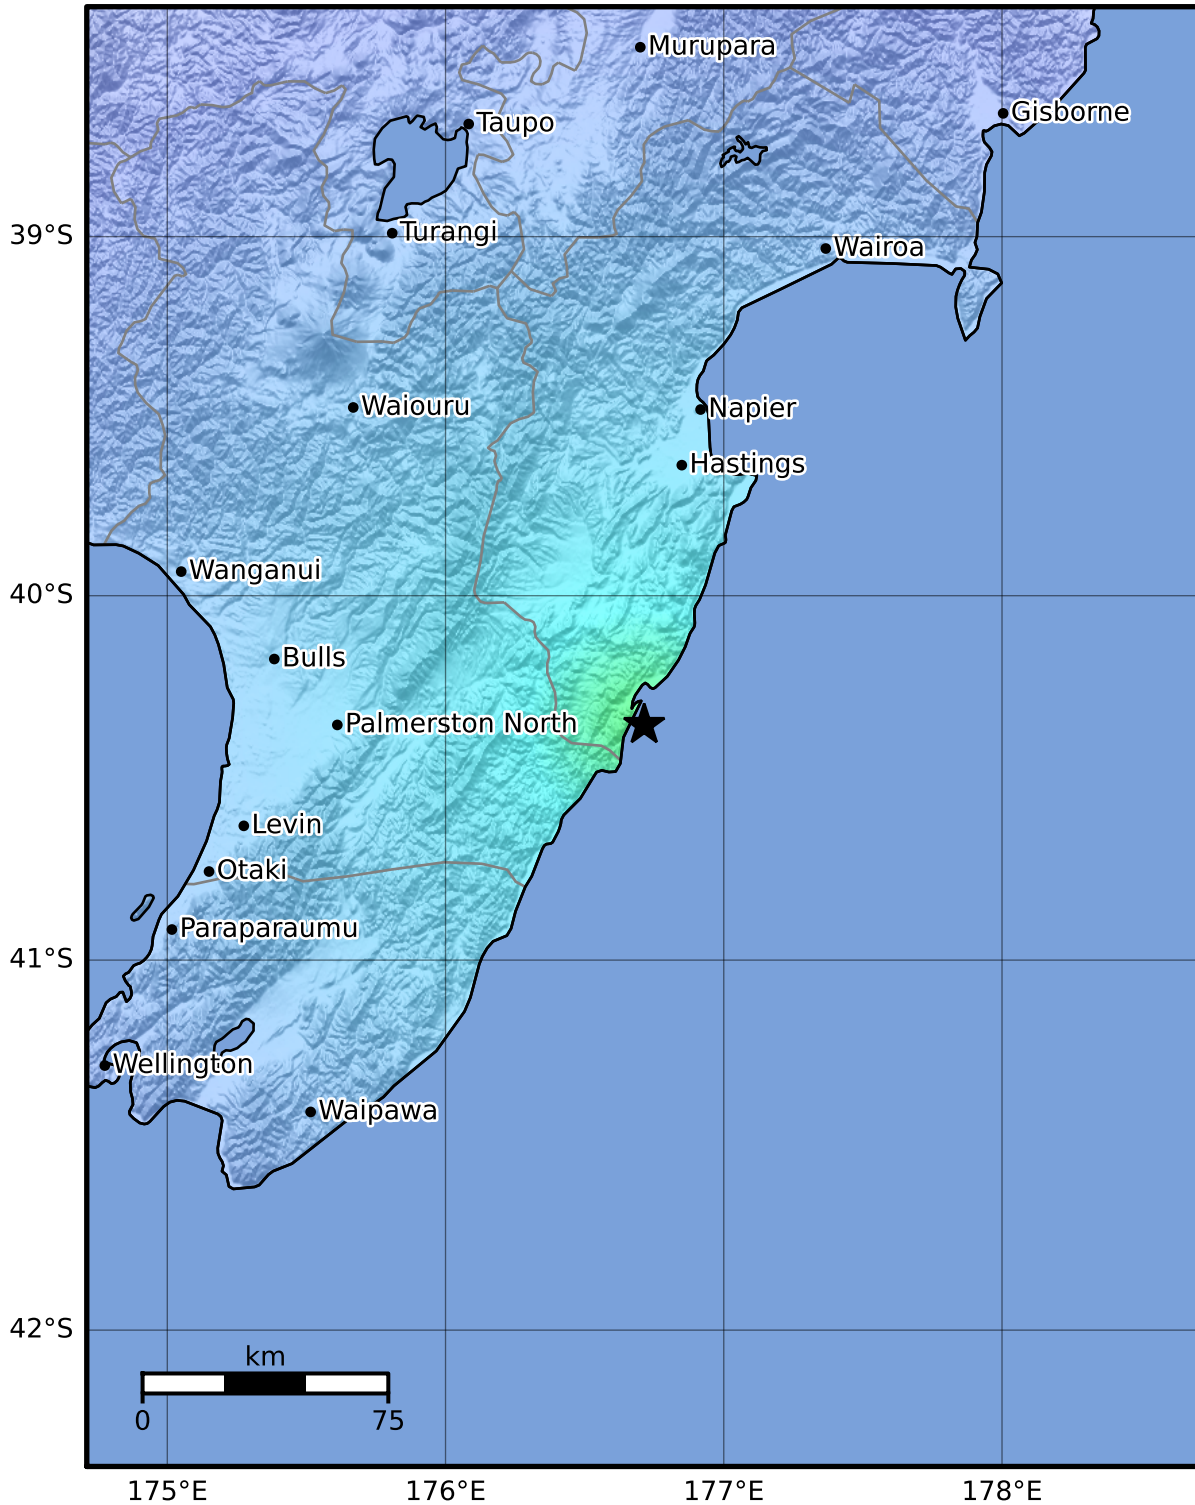 Murupara
Gisborne
Taupo
Turangi
39°S
Wairoa
Waiouru
Napier
Hastings
Wanganui
40°S
Bulls
Palmerston North
Levin
Otaki
Paraparaumu
41°S
Wellington
Waipawa
42°S
km
0 75
175°E 176°E 177°E 178°E